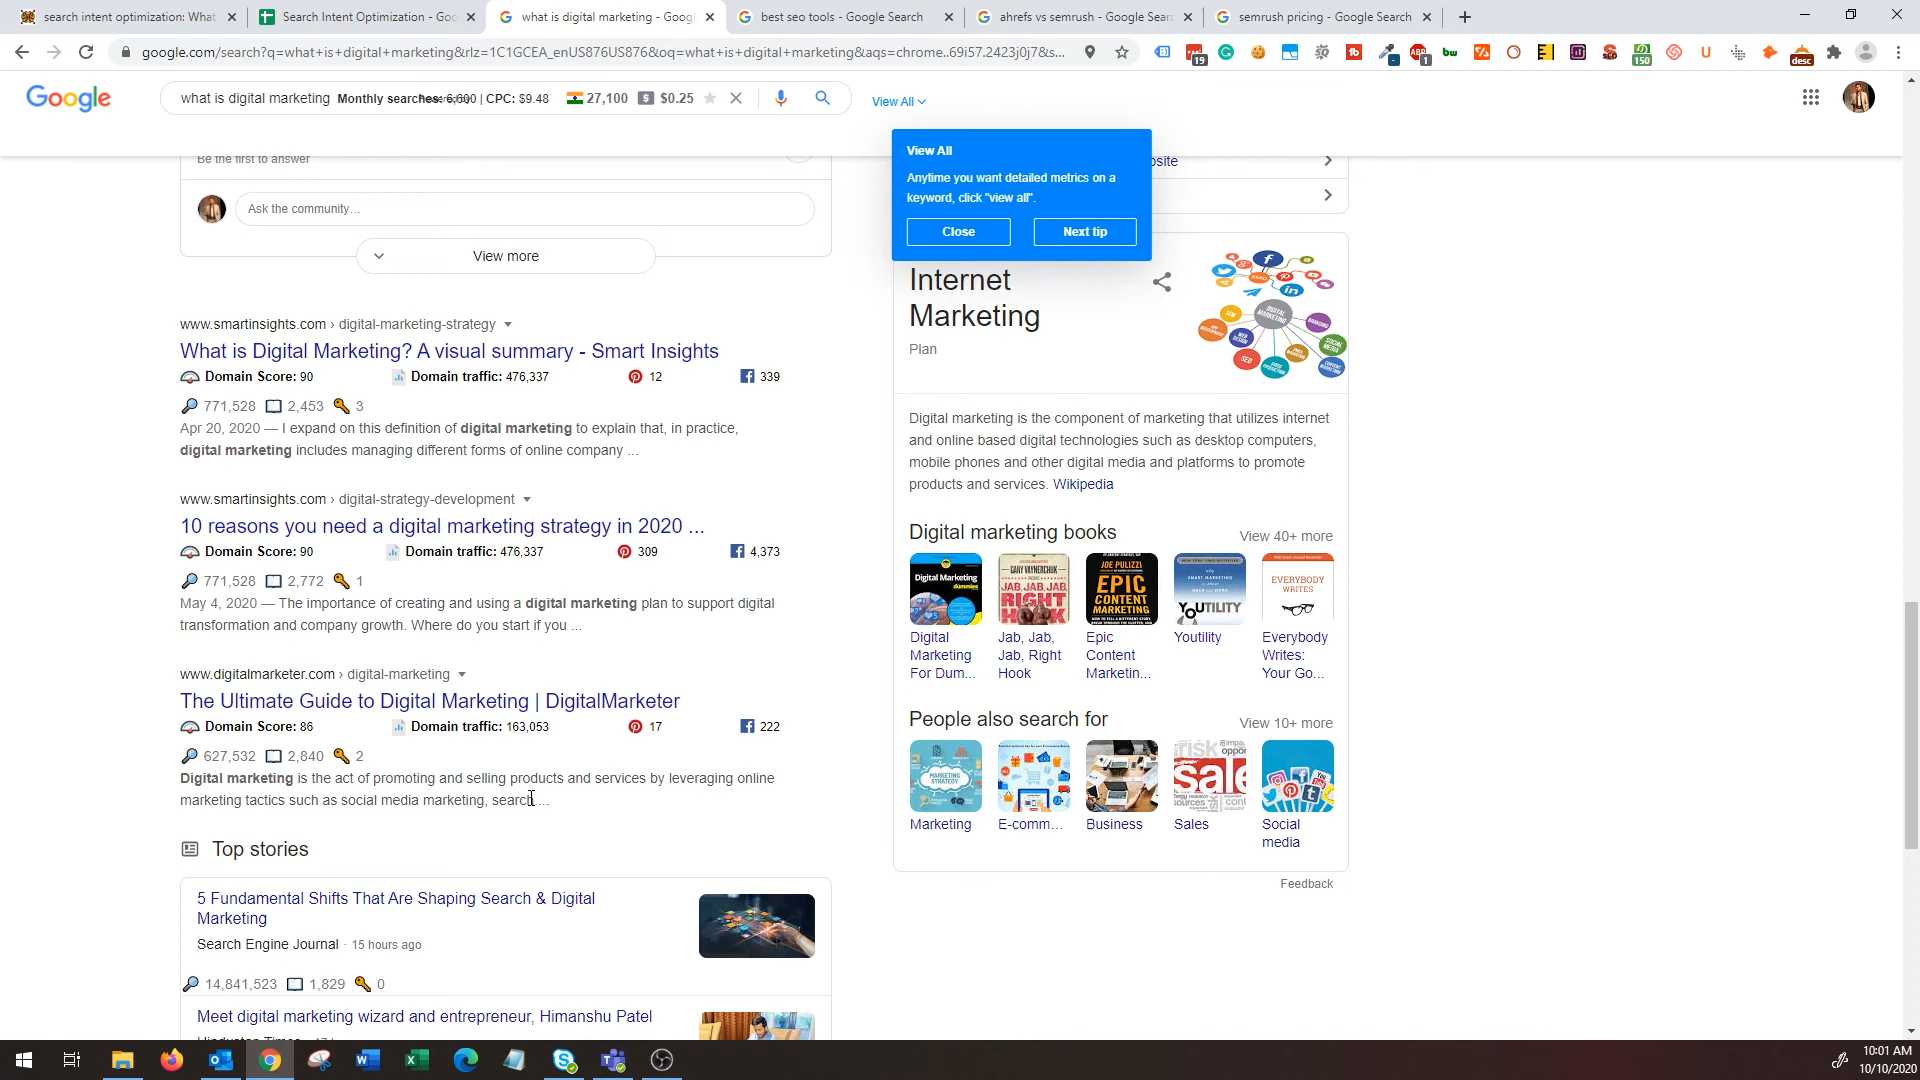 search intent optimization: What
Search Intent Optimization - Goo
what is digital marketing - Googl
best seo tools - Google Search
ahrefs vs semrush - Google Searc
semrush pricing - Google Search
google.com/search?q=what+is+digital+marketing&rlz=1C1GCEA_enUS876US876&oq=what+is+digital+marketing&aqs=chrome..69i57.2423j0j7&s...
Google
what is digital marketing Monthly searches: 6,600 | CPC: $9.48 27,100 $0.25
View All
View All
Anytime you want detailed metrics on a
keyword, click "view all".
Close
Next tip
Be the first to answer
Ask the community...
View more
www.smartinsights.com › digital-marketing-strategy
What is Digital Marketing? A visual summary - Smart Insights
Domain Score: 90 Domain traffic: 476,337 12 339
771,528 2,453 3
Apr 20, 2020 — I expand on this definition of digital marketing to explain that, in practice,
digital marketing includes managing different forms of online company ...
www.smartinsights.com › digital-strategy-development
10 reasons you need a digital marketing strategy in 2020 ...
Domain Score: 90 Domain traffic: 476,337 309 4,373
771,528 2,772 1
May 4, 2020 — The importance of creating and using a digital marketing plan to support digital
transformation and company growth. Where do you start if you ...
www.digitalmarketer.com › digital-marketing
The Ultimate Guide to Digital Marketing | DigitalMarketer
Domain Score: 86 Domain traffic: 163,053 17 222
627,532 2,840 2
Digital marketing is the act of promoting and selling products and services by leveraging online
marketing tactics such as social media marketing, search ...
Top stories
5 Fundamental Shifts That Are Shaping Search & Digital
Marketing
Search Engine Journal · 15 hours ago
14,841,523 1,829 0
Meet digital marketing wizard and entrepreneur, Himanshu Patel
Internet
Marketing
Plan
Digital marketing is the component of marketing that utilizes internet
and online based digital technologies such as desktop computers,
mobile phones and other digital media and platforms to promote
products and services. Wikipedia
Digital marketing books
View 40+ more
Digital
Marketing
For Dum...
Jab, Jab,
Jab, Right
Hook
Epic
Content
Marketin...
Youtility
Everybody
Writes:
Your Go...
People also search for
View 10+ more
Marketing
E-comm...
Business
Sales
Social
media
Feedback
10:01 AM
10/10/2020